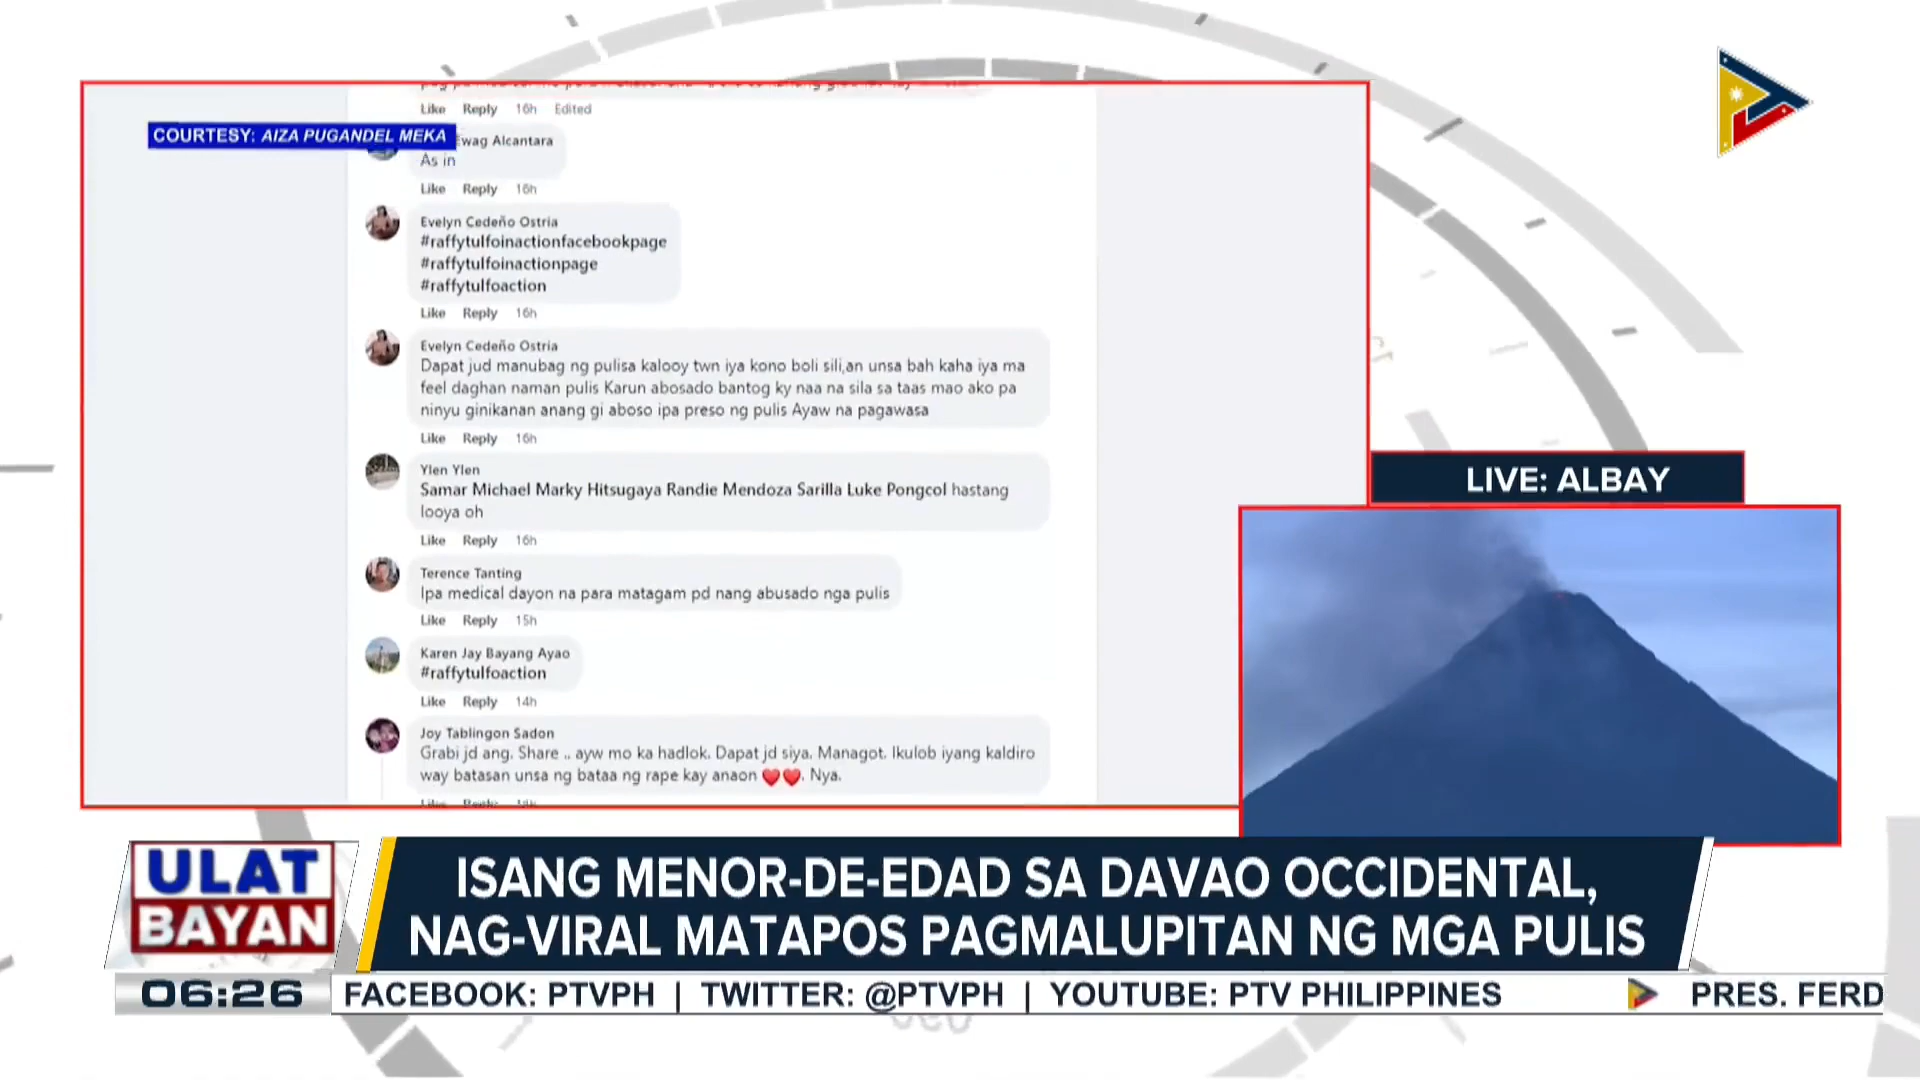 Like Reply 16h Edited
COURTESY: AIZA PUGANDEL MEKA
wag Alcantara
As in
Like Reply 16h
Evelyn Cedeño Ostria
#raffytulfoinactionfacebookpage
#raffytulfoinactionpage
#raffytulfoaction
Like Reply 16h
Evelyn Cedeño Ostria
Dapat jud manubag ng pulisa kalooy twn iya kono boli sili,an unsa bah kaha iya ma
feel daghan naman pulis Karun abosado bantog ky naa na sila sa taas mao ako pa
ninyu ginikanan anang gi aboso ipa preso ng pulis Ayaw na pagawasa
Like Reply 16h
Ylen Ylen
Samar Michael Marky Hitsugaya Randie Mendoza Sarilla Luke Pongcol hastang
looya oh
Like Reply 16h
Terence Tanting
Ipa medical dayon na para matagam pd nang abusado nga pulis
Like Reply 15h
Karen Jay Bayang Ayao
#raffytulfoaction
Like Reply 14h
Joy Tablingon Sadon
Grabi jd ang. Share .. ayw mo ka hadlok. Dapat jd siya. Managot. Ikulob iyang kaldiro
way batasan unsa ng bataa ng rape kay anaon ❤️❤️. Nya.
LIVE: ALBAY
ULAT
BAYAN
ISANG MENOR-DE-EDAD SA DAVAO OCCIDENTAL,
NAG-VIRAL MATAPOS PAGMALUPITAN NG MGA PULIS
06:26
FACEBOOK: PTVPH | TWITTER: @PTVPH | YOUTUBE: PTV PHILIPPINES PRES. FERD